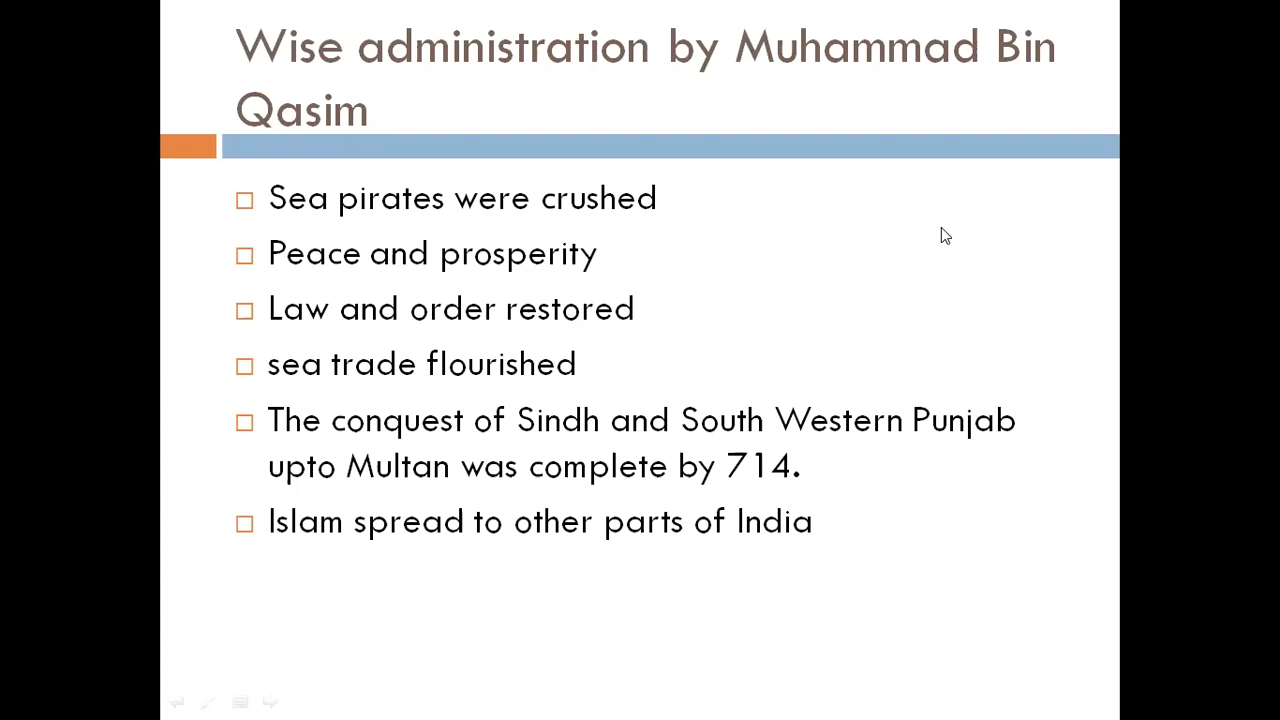 Wise administration by Muhammad Bin
Qasim
Sea pirates were crushed
Peace and prosperity
Law and order restored
sea trade flourished
The conquest of Sindh and South Western Punjab
upto Multan was complete by 714.
Islam spread to other parts of India